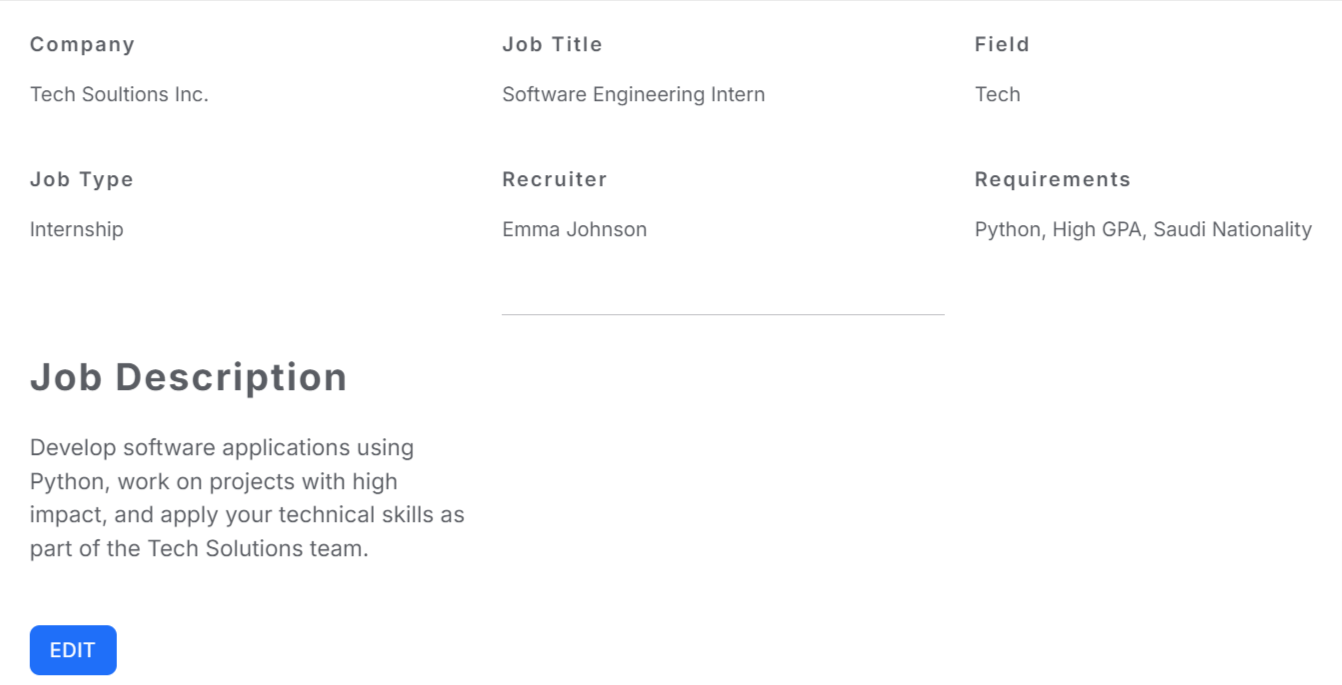 Company
Job Title
Field
Tech Soultions Inc.
Software Engineering Intern
Tech
Job Type
Recruiter
Requirements
Internship
Emma Johnson
Python, High GPA, Saudi Nationality
Job Description
Develop software applications using
Python, work on projects with high
impact, and apply your technical skills as
part of the Tech Solutions team.
EDIT